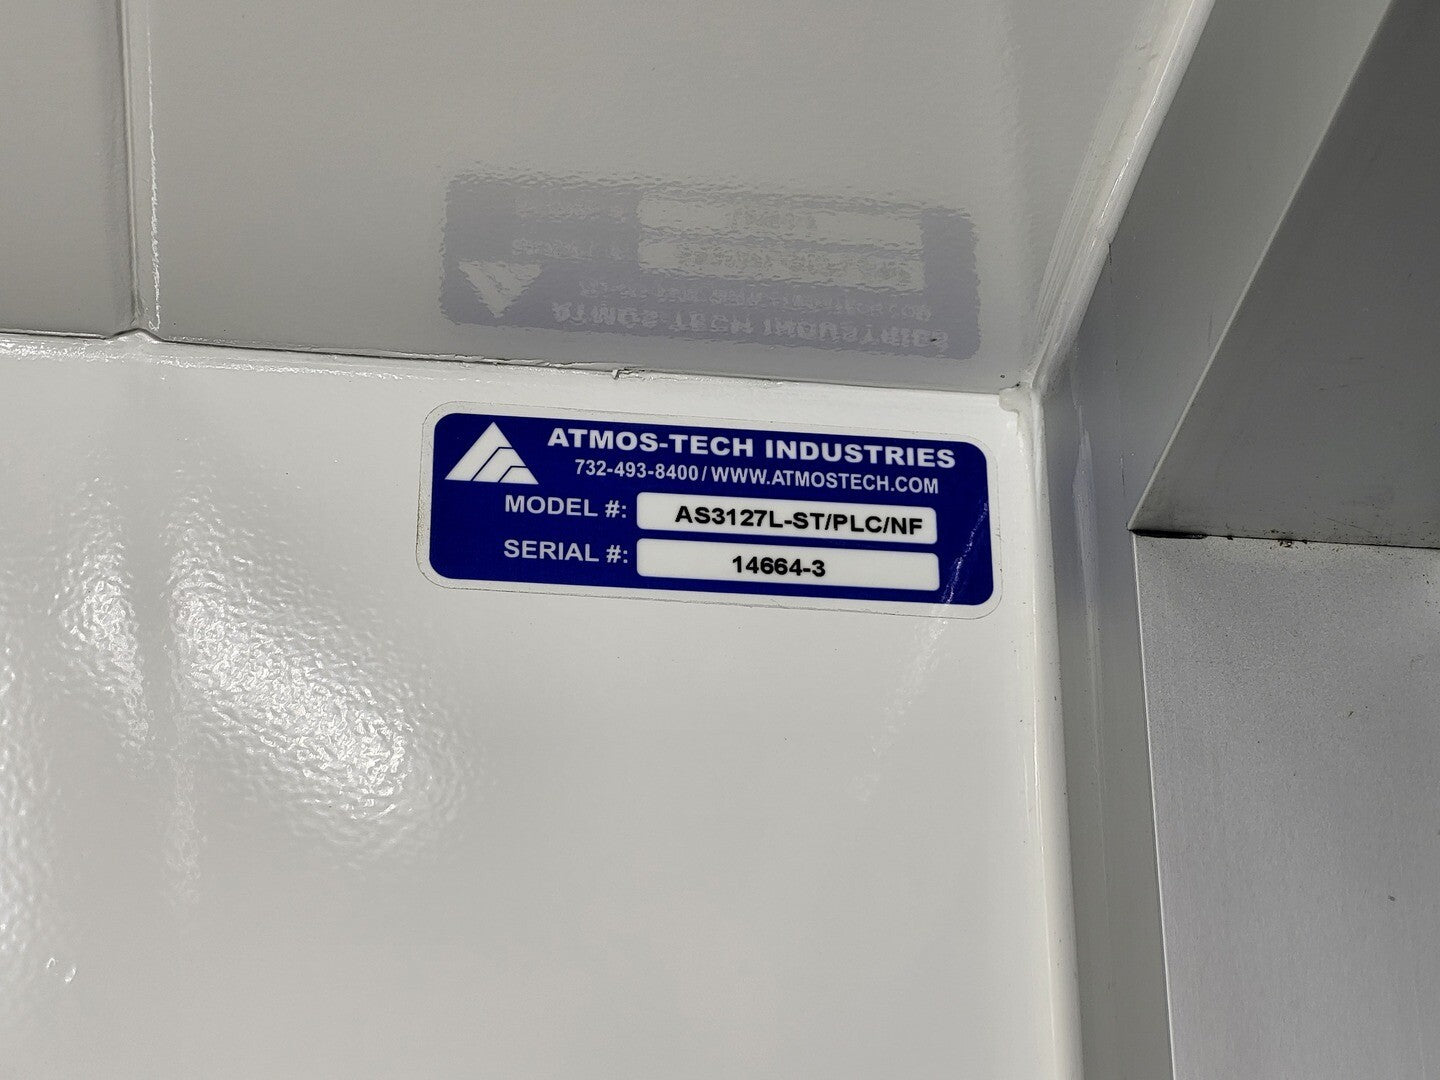 ATMOS-TECH INDUSTRIES
732-493-8400/WWW.ATMOSTECH.COM
MODEL #: AS3127L-ST/PLC/NF
SERIAL #: 14664-3